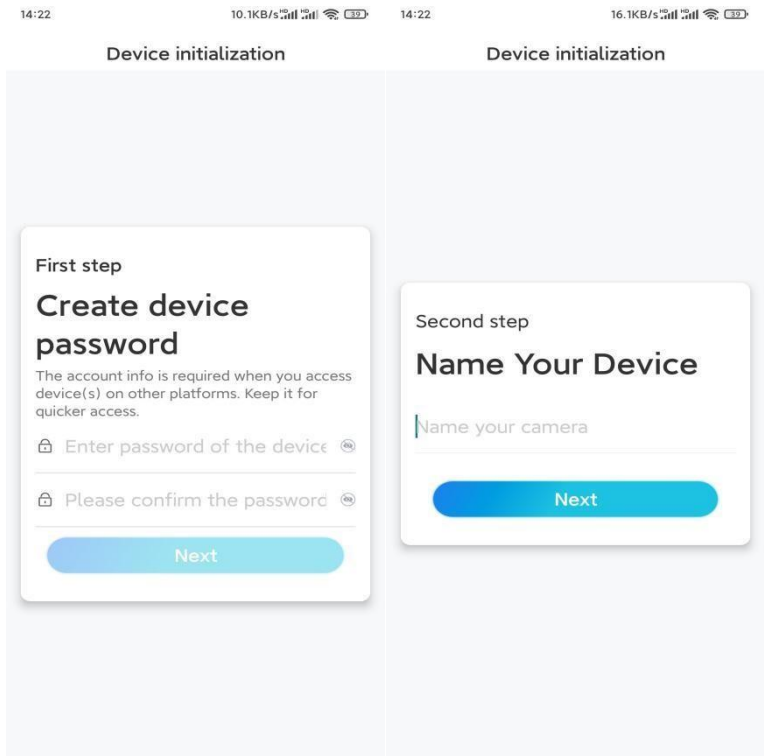 14:22
10.1KB/s
39
Device initialization
First step
Create device
password
The account info is required when you access
device(s) on other platforms. Keep it for
quicker access.
Enter password of the device
Please confirm the password
Next
14:22
16.1KB/s
39
Device initialization
Second step
Name Your Device
Name your camera
Next